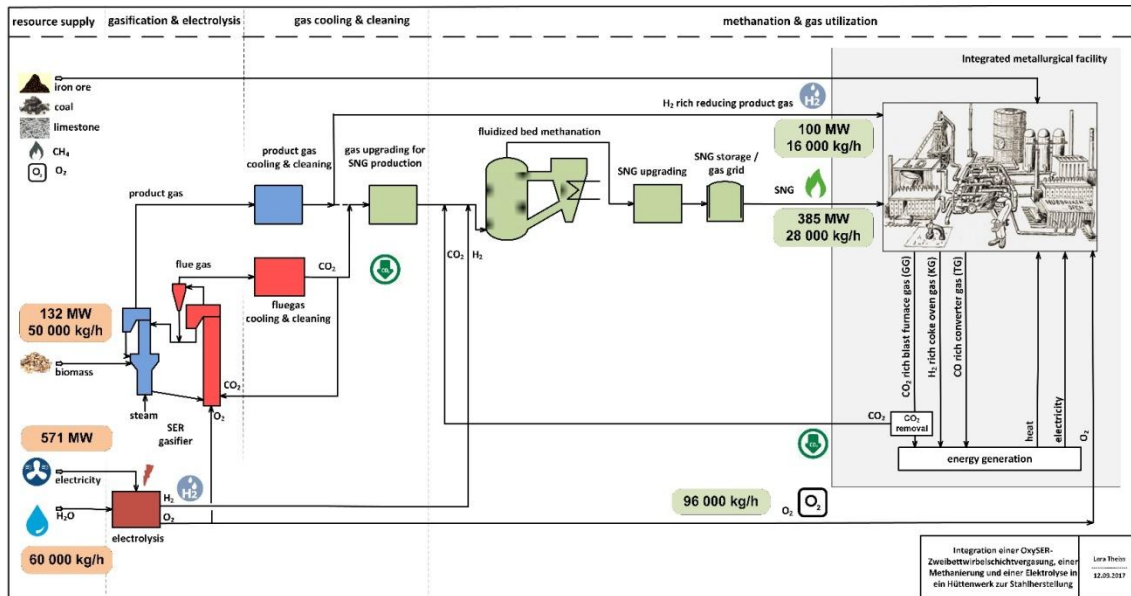 resource supply
gasification & electrolysis
gas cooling & cleaning
methanation & gas utilization
Integrated metallurgical facility
iron ore
coal
limestone
CH₄
O₂
O₂
H₂ rich reducing product gas
H₂
100 MW
16 000 kg/h
fluidized bed methanation
product gas
cooling & cleaning
gas upgrading for
SNG production
SNG upgrading
SNG storage /
gas grid
SNG
385 MW
28 000 kg/h
product gas
flue gas
CO₂
fluegas
cooling & cleaning
CO₂
H₂
132 MW
50 000 kg/h
biomass
CO₂
steam
O₂
SER
gasifier
CO₂ rich blast furnace gas (GG)
H₂ rich coke oven gas (KG)
CO rich converter gas (TG)
heat
electricity
O₂
CO₂
CO₂
removal
energy generation
571 MW
electricity
H₂
H₂
H₂O
O₂
electrolysis
60 000 kg/h
96 000 kg/h
O₂
O₂
Integration einer OxySER-
Zweibettwirbelschichtvergasung, einer
Methanierung und einer Elektrolyse in
ein Hüttenwerk zur Stahlherstellung
Lara Theiss
12.09.2017